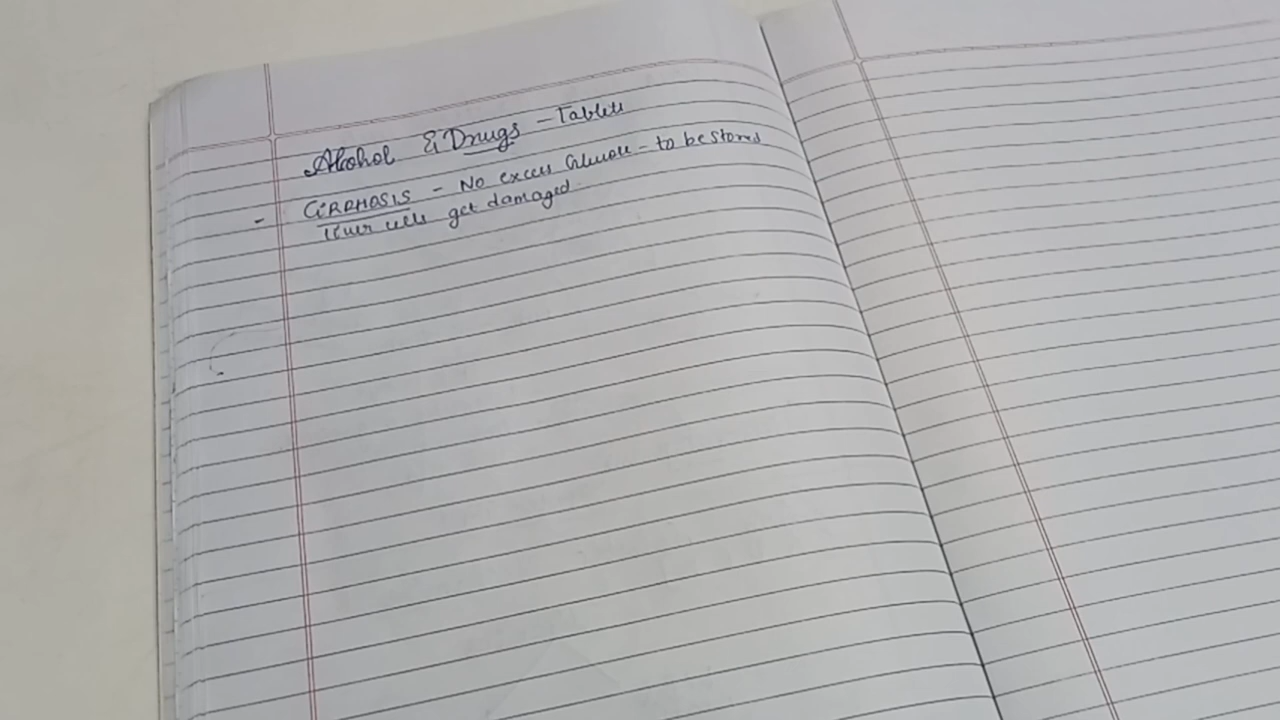 Alcohol & Drugs - Tablets
- CIRRHOSIS - No excess Glucose - to be stored
liver cells get damaged